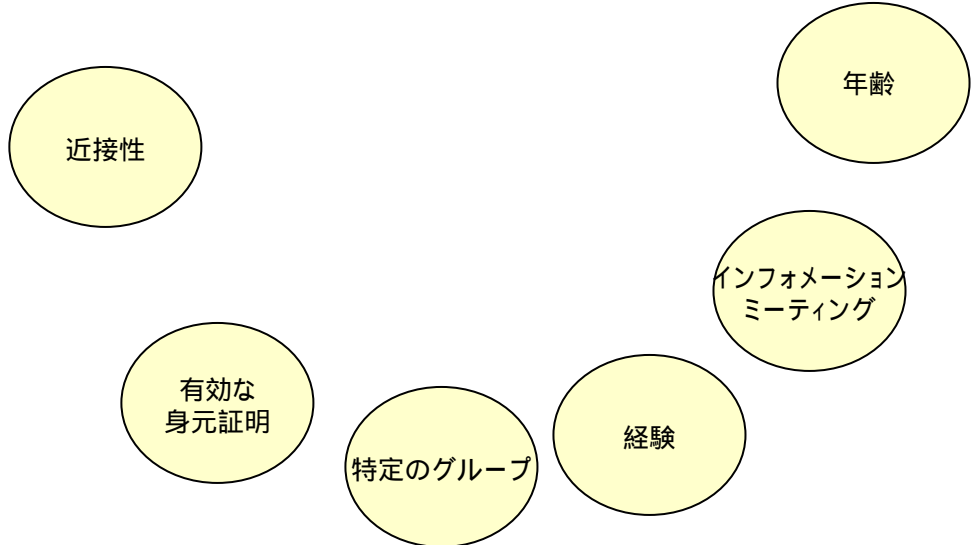 年齢
近接性
インフォメーション
ミーティング
有効な
身元証明
経験
特定のグループ